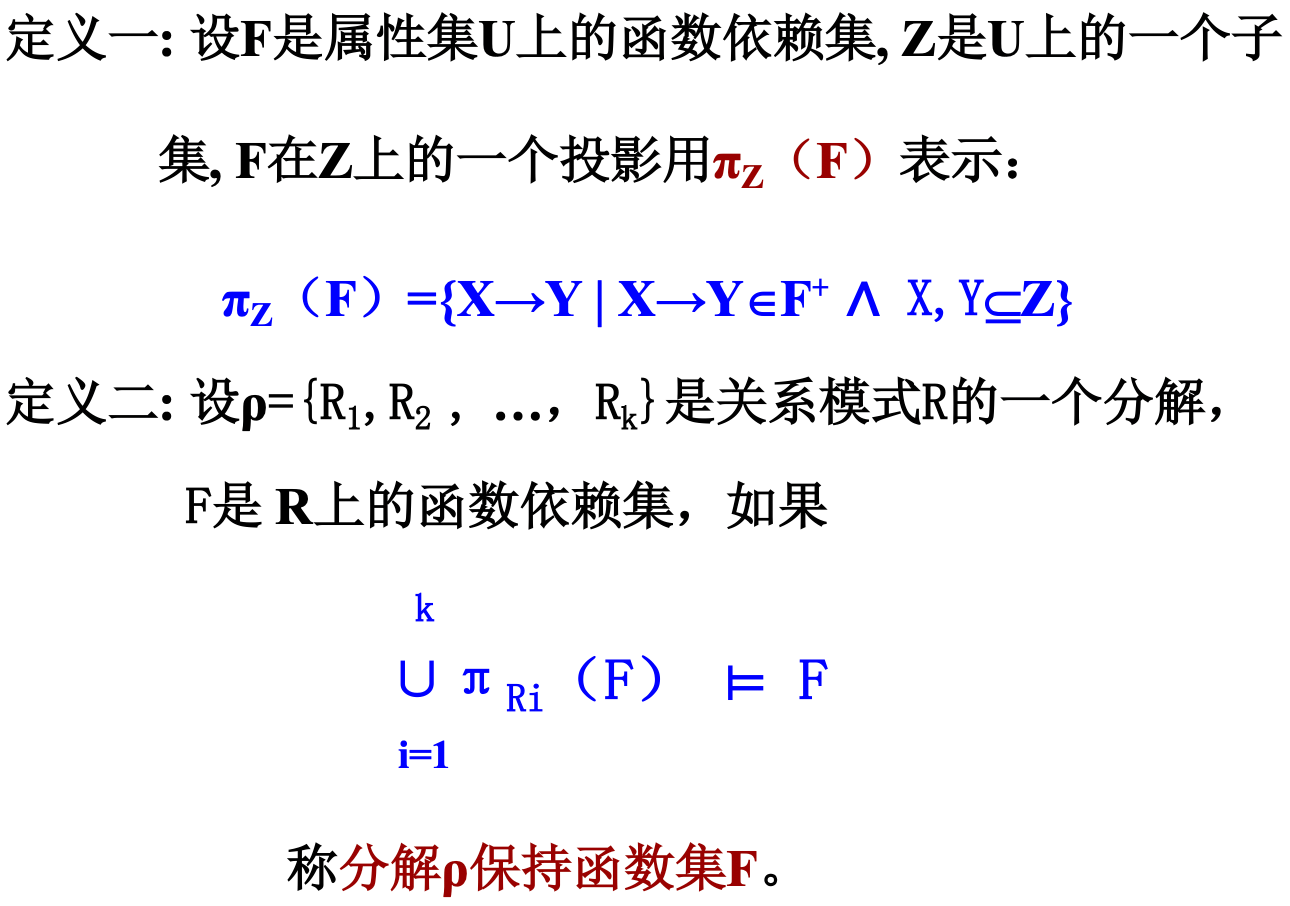 定义一: 设F是属性集U上的函数依赖集, Z是U上的一个子
集, F在Z上的一个投影用π_Z（F）表示：
π_Z（F）={X→Y | X→Y∈F⁺ ∧ X,Y⊆Z}
定义二: 设ρ={R₁,R₂ , …, R_k}是关系模式R的一个分解，
F是 R上的函数依赖集，如果
k
∪ π_Ri（F） ⊨ F
i=1
称分解ρ保持函数集F。